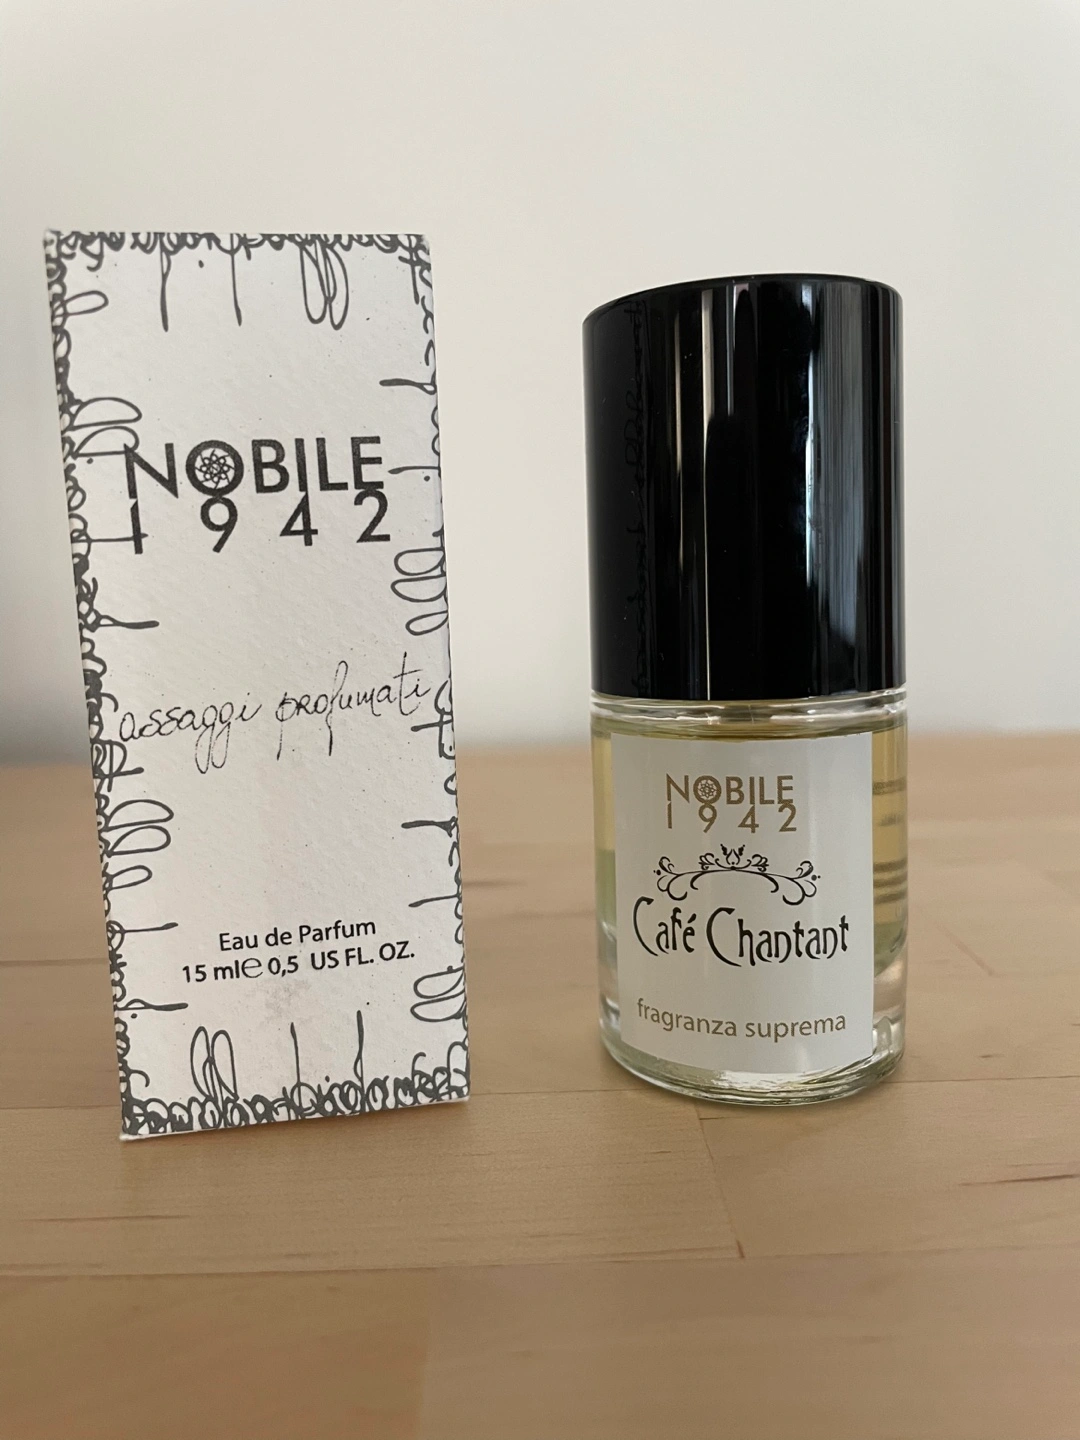 NOBILE
1942
assaggi profumati
Eau de Parfum
15 ml℮ 0,5 US FL. OZ.
NOBILE
1942
Café Chantant
fragranza suprema